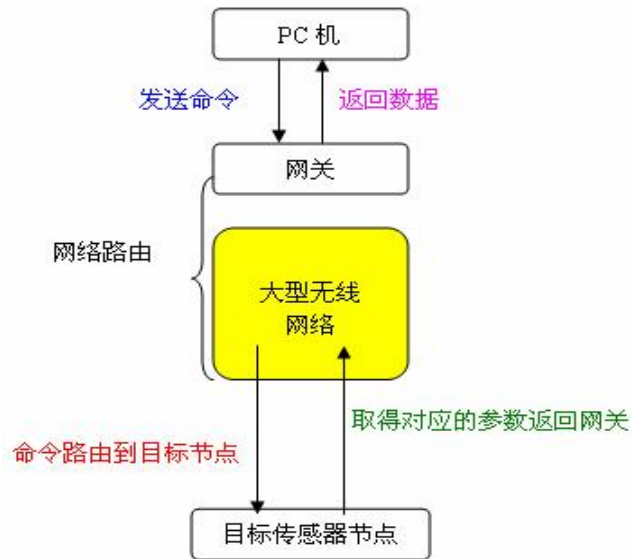 PC 机
发送命令
返回数据
网关
网络路由
大型无线
网络
取得对应的参数返回网关
命令路由到目标节点
目标传感器节点